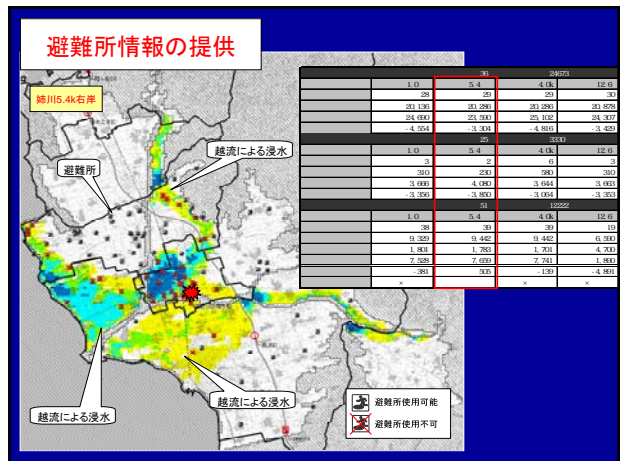 避難所情報の提供
姉川5.4k右岸
避難所
越流による浸水
越流による浸水
越流による浸水
36 24673
1.0 5.4 4.0k 12.6
28 29 29 30
20,136 20,286 20,286 20,878
24,690 23,590 25,102 24,307
-4,554 -3,304 -4,816 -3,429
25 3330
1.0 5.4 4.0k 12.6
3 2 6 3
310 230 580 310
3,666 4,080 3,644 3,663
-3,356 -3,850 -3,064 -3,353
51 12222
1.0 5.4 4.0k 12.6
38 39 39 19
9,329 9,442 9,442 6,590
1,801 1,783 1,701 4,700
7,528 7,659 7,741 1,890
-381 505 -139 -4,891
× × ×
避難所使用可能
避難所使用不可